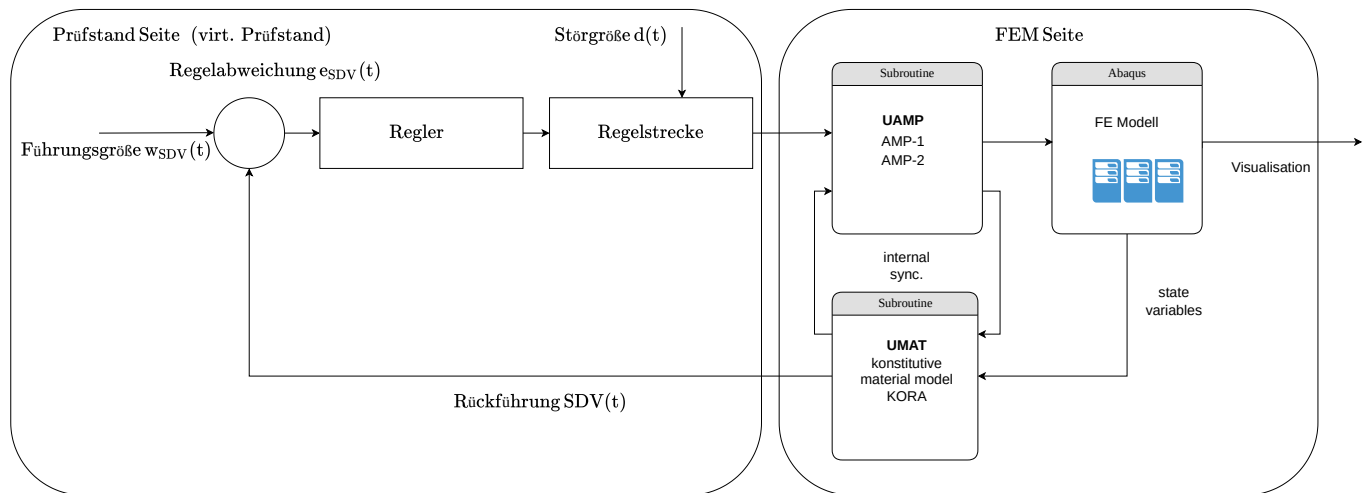 Prüfstand Seite (virt. Prüfstand)
Störgröße d(t)
Regelabweichung e_SDV(t)
Führungsgröße w_SDV(t)
Regler
Regelstrecke
Rückführung SDV(t)
FEM Seite
Subroutine
UAMP
AMP-1
AMP-2
Abaqus
FE Modell
Visualisation
internal
sync.
state
variables
Subroutine
UMAT
konstitutive
material model
KORA